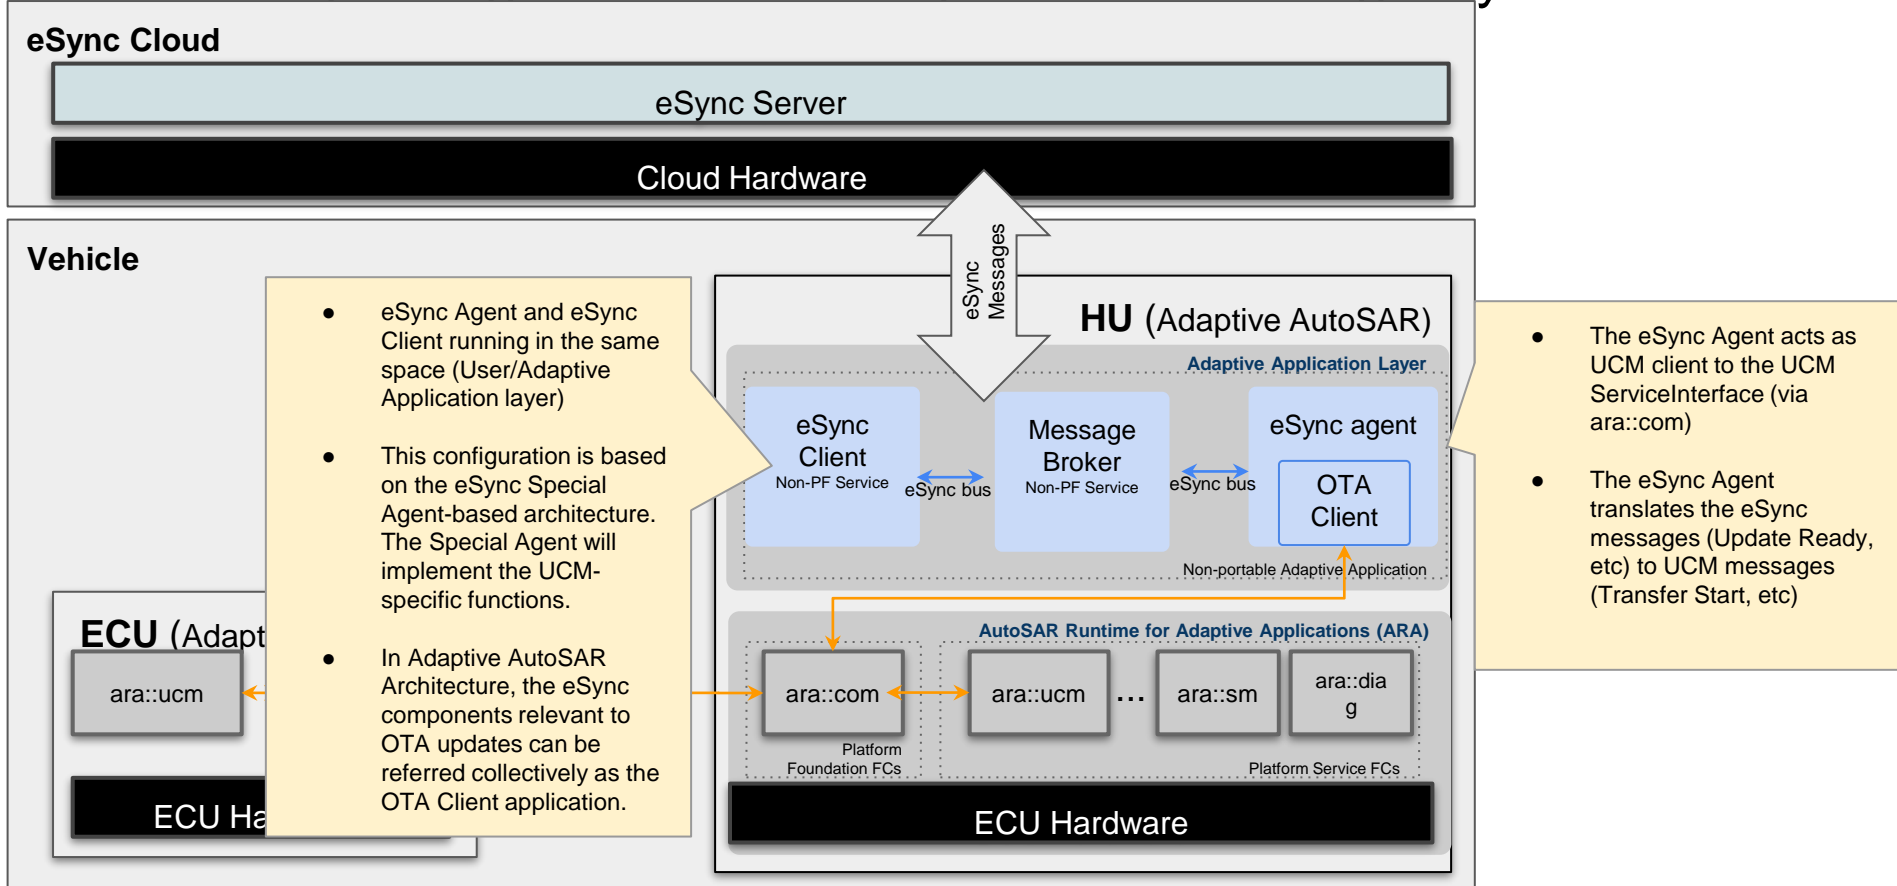 eSync Cloud
eSync Server
Cloud Hardware
eSync
Messages
Vehicle
● eSync Agent and eSync
Client running in the same
space (User/Adaptive
Application layer)
● This configuration is based
on the eSync Special
Agent-based architecture.
The Special Agent will
implement the UCM-
specific functions.
● In Adaptive AutoSAR
Architecture, the eSync
components relevant to
OTA updates can be
referred collectively as the
OTA Client application.
ECU (Adapt
ara::ucm
ECU Ha
HU (Adaptive AutoSAR)
Adaptive Application Layer
eSync
Client
Non-PF Service
eSync bus
Message
Broker
Non-PF Service
eSync bus
eSync agent
OTA
Client
Non-portable Adaptive Application
AutoSAR Runtime for Adaptive Applications (ARA)
ara::com
Platform
Foundation FCs
ara::ucm
...
ara::sm
ara::dia
g
Platform Service FCs
ECU Hardware
● The eSync Agent acts as
UCM client to the UCM
ServiceInterface (via
ara::com)
● The eSync Agent
translates the eSync
messages (Update Ready,
etc) to UCM messages
(Transfer Start, etc)